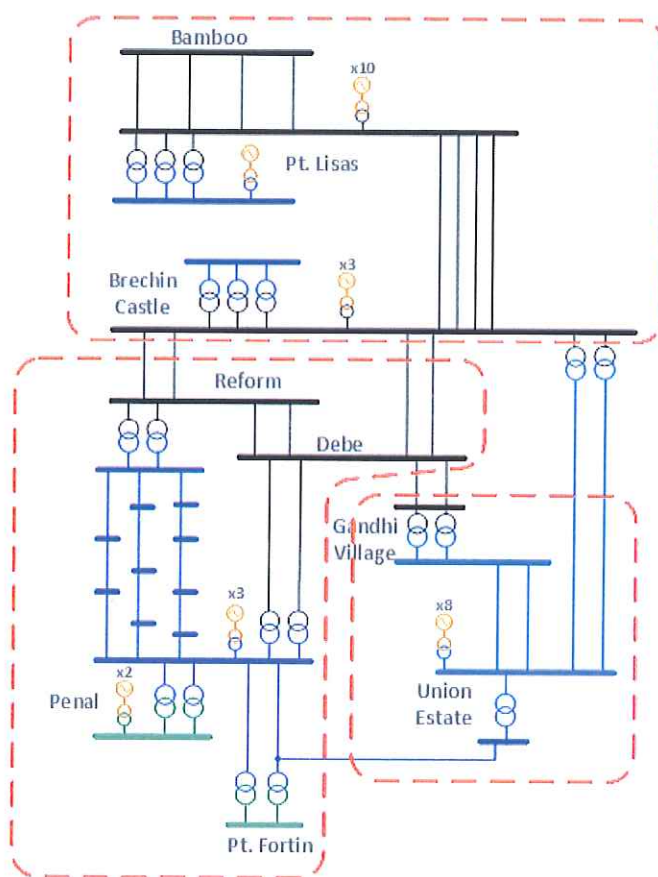 Bamboo
x10
Pt. Lisas
Brechin
Castle
x3
Reform
Debe
Gandhi
Village
x3
x8
x2
Penal
Union
Estate
Pt. Fortin